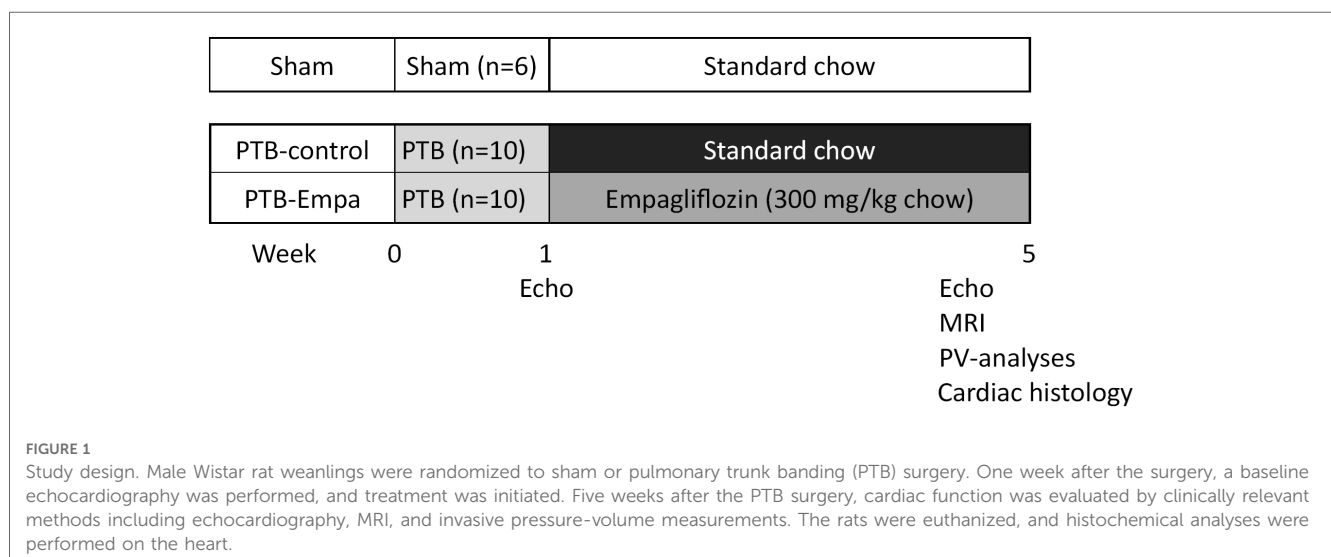 Sham Sham (n=6) Standard chow
PTB-control PTB (n=10) Standard chow
PTB-Empa PTB (n=10) Empagliflozin (300 mg/kg chow)
Week 0 1 5
Echo Echo
MRI
PV-analyses
Cardiac histology
FIGURE 1
Study design. Male Wistar rat weanlings were randomized to sham or pulmonary trunk banding (PTB) surgery. One week after the surgery, a baseline
echocardiography was performed, and treatment was initiated. Five weeks after the PTB surgery, cardiac function was evaluated by clinically relevant
methods including echocardiography, MRI, and invasive pressure-volume measurements. The rats were euthanized, and histochemical analyses were
performed on the heart.